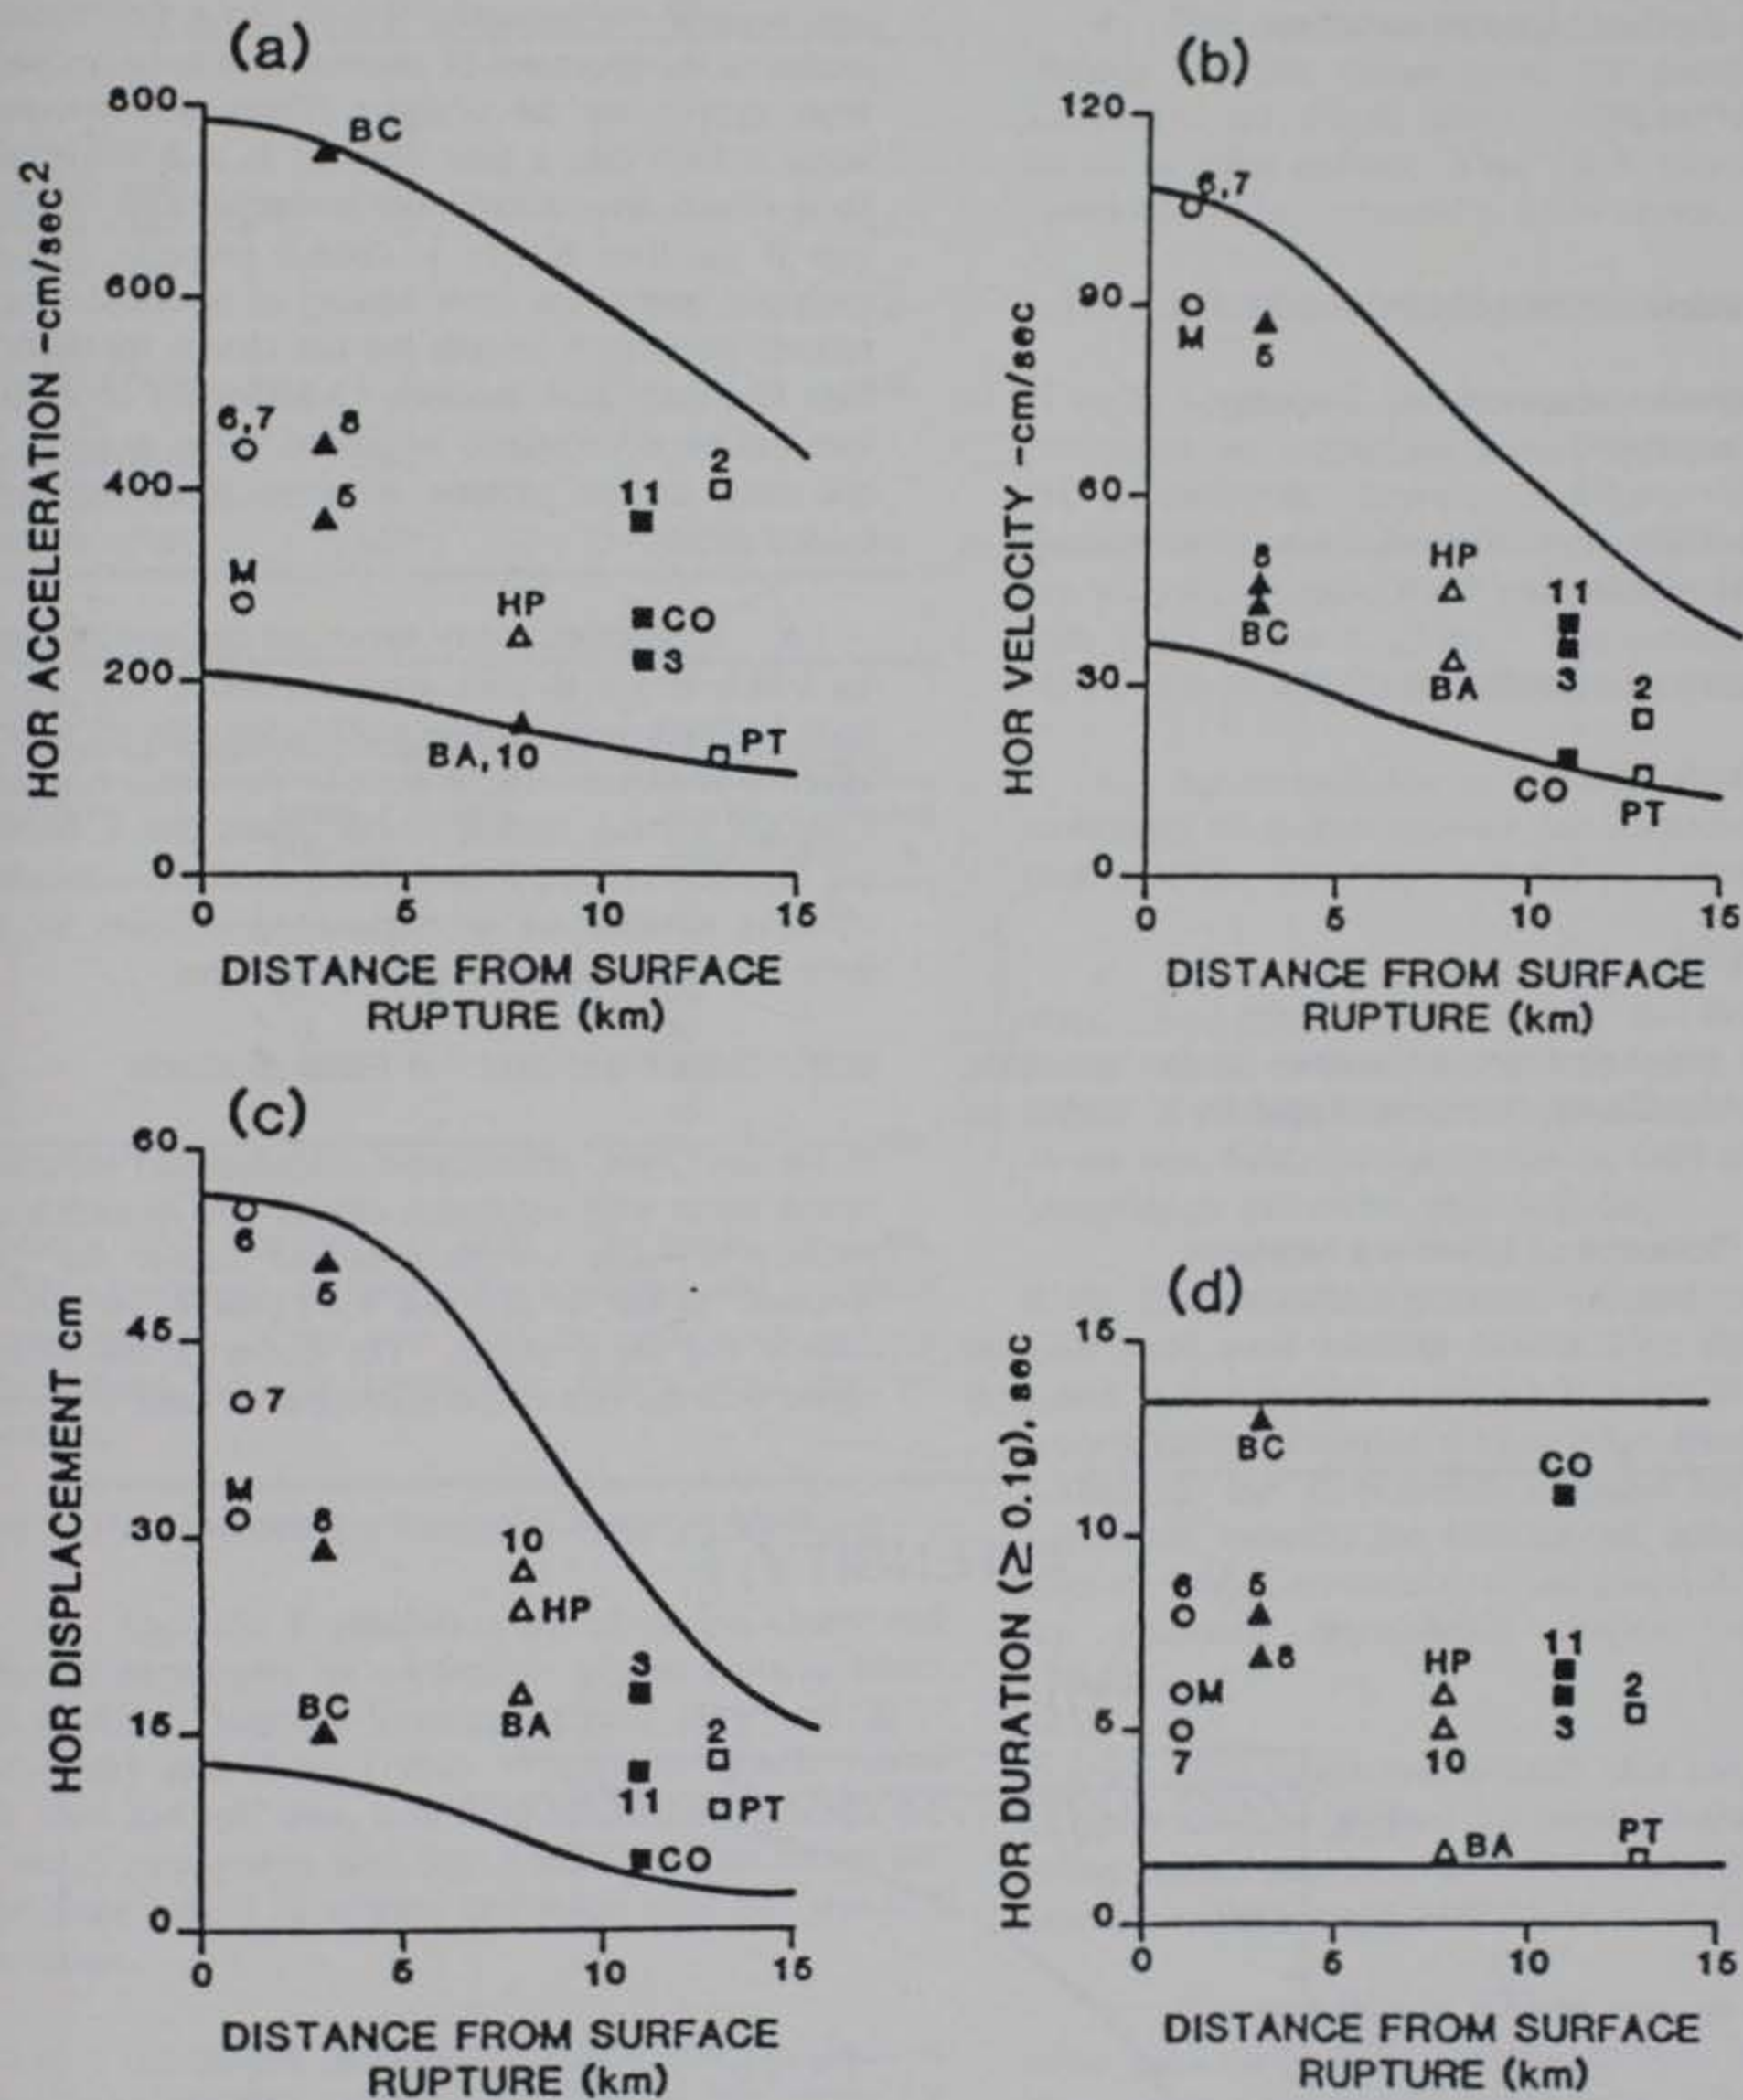 (a)
800
600
400
200
0
HOR ACCELERATION -cm/sec2
BC
6,7
8
5
M
HP
11
2
CO
3
BA,10
PT
0 5 10 15
DISTANCE FROM SURFACE
RUPTURE (km)
(b)
120
90
60
30
0
HOR VELOCITY -cm/sec
6,7
M
5
8
BC
HP
BA
11
3
2
CO
PT
0 5 10 15
DISTANCE FROM SURFACE
RUPTURE (km)
(c)
60
45
30
15
0
HOR DISPLACEMENT cm
6
5
7
M
8
10
HP
BC
BA
3
2
11
PT
CO
0 5 10 15
DISTANCE FROM SURFACE
RUPTURE (km)
(d)
15
10
5
0
HOR DURATION (≥ 0.1g), sec
BC
CO
6
5
8
M
7
HP
10
11
3
2
BA
PT
0 5 10 15
DISTANCE FROM SURFACE
RUPTURE (km)